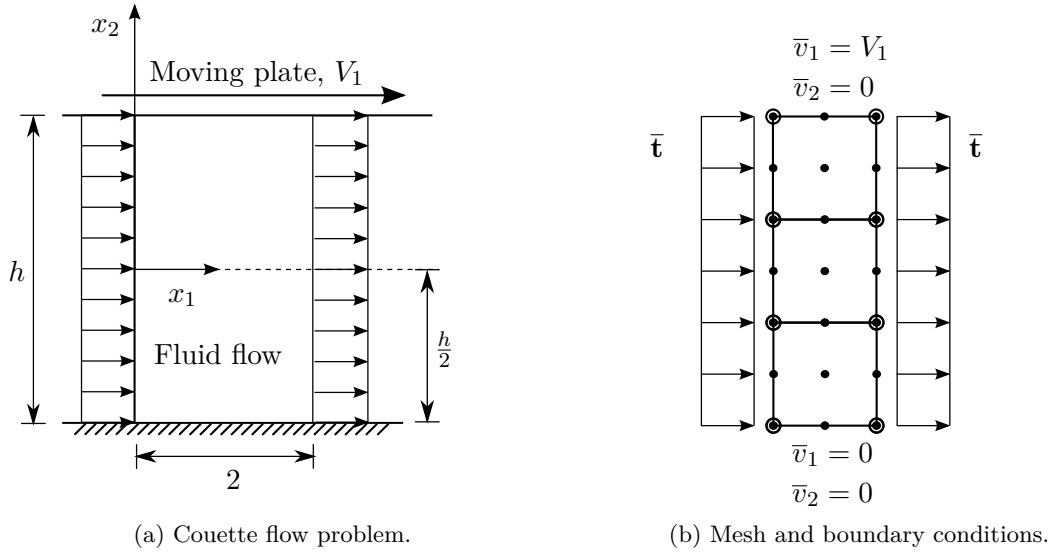 x₂
Moving plate, V₁
h
x₁
Fluid flow
h/2
2
(a) Couette flow problem.
v̅₁ = V₁
v̅₂ = 0
t̅
t̅
v̅₁ = 0
v̅₂ = 0
(b) Mesh and boundary conditions.